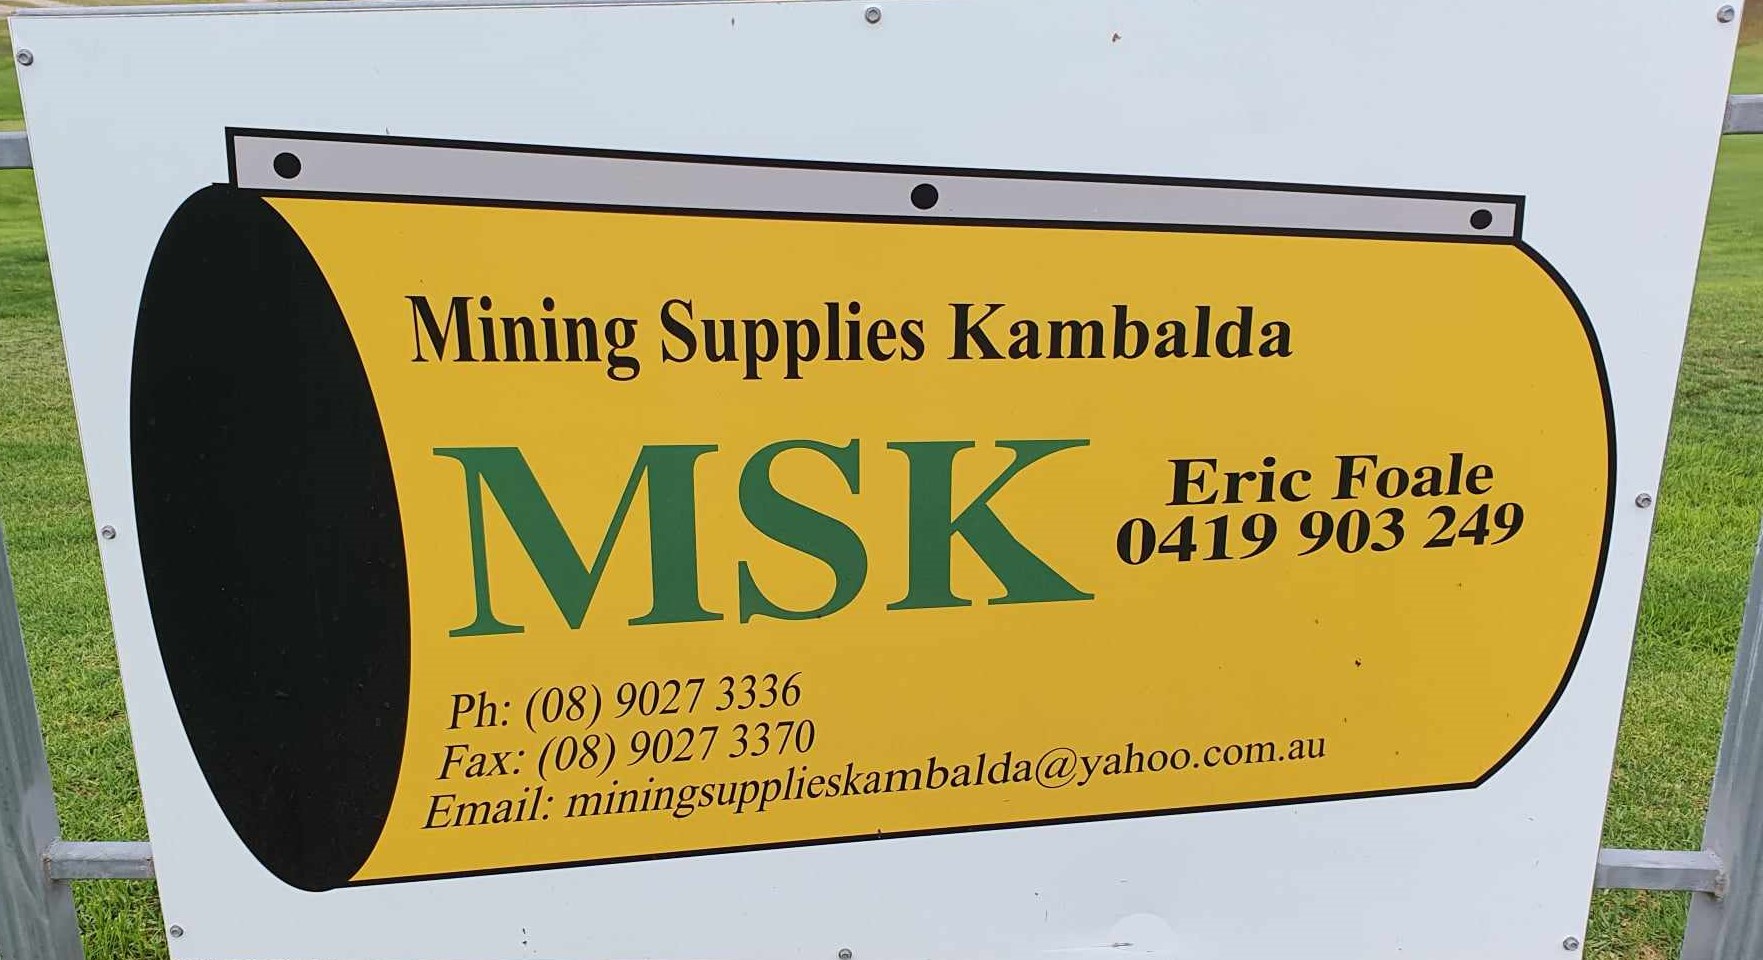 Mining Supplies Kambalda
MSK
Eric Foale
0419 903 249
Ph: (08) 9027 3336
Fax: (08) 9027 3370
Email: miningsupplieskambalda@yahoo.com.au